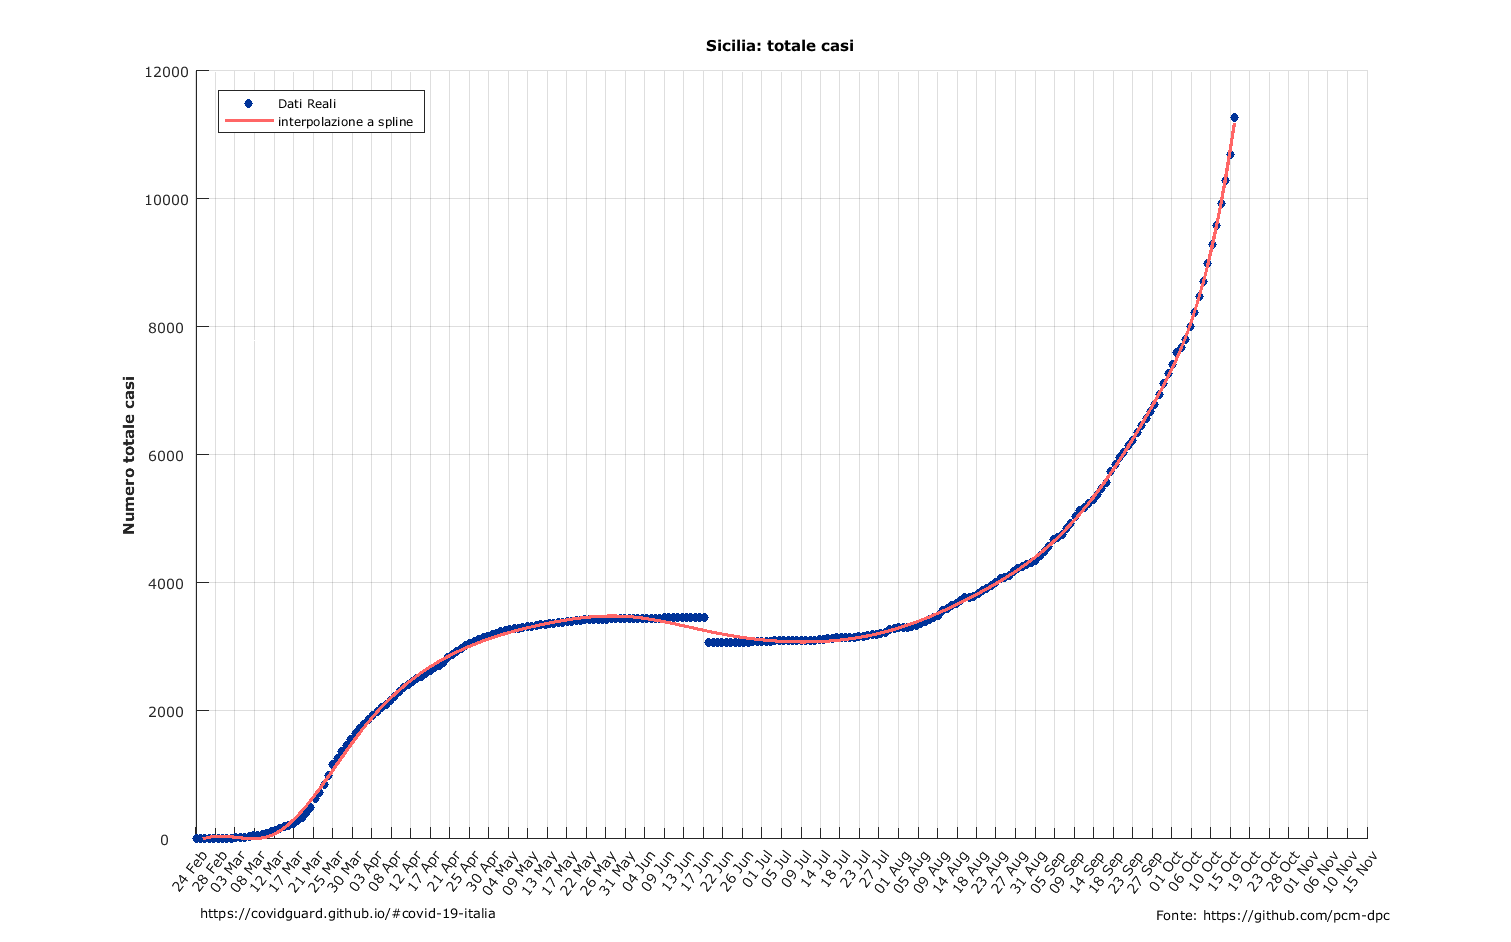 Sicilia: totale casi
12000
10000
8000
6000
4000
2000
0
Numero totale casi
Dati Reali
interpolazione a spline
24 Feb
28 Feb
03 Mar
08 Mar
12 Mar
17 Mar
21 Mar
25 Mar
30 Mar
03 Apr
08 Apr
12 Apr
17 Apr
21 Apr
25 Apr
30 Apr
04 May
09 May
13 May
17 May
22 May
26 May
31 May
04 Jun
09 Jun
13 Jun
17 Jun
22 Jun
26 Jun
01 Jul
05 Jul
09 Jul
14 Jul
18 Jul
23 Jul
27 Jul
01 Aug
05 Aug
09 Aug
14 Aug
18 Aug
23 Aug
27 Aug
31 Aug
05 Sep
09 Sep
14 Sep
18 Sep
23 Sep
27 Sep
01 Oct
06 Oct
10 Oct
15 Oct
19 Oct
23 Oct
28 Oct
01 Nov
06 Nov
10 Nov
15 Nov
https://covidguard.github.io/#covid-19-italia
Fonte: https://github.com/pcm-dpc